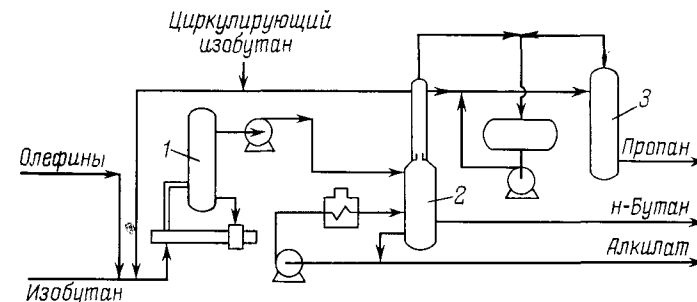 Циркулирующий
изобутан
1
3
Олефины
Пропан
2
н-Бутан
Алкилат
Изобутан